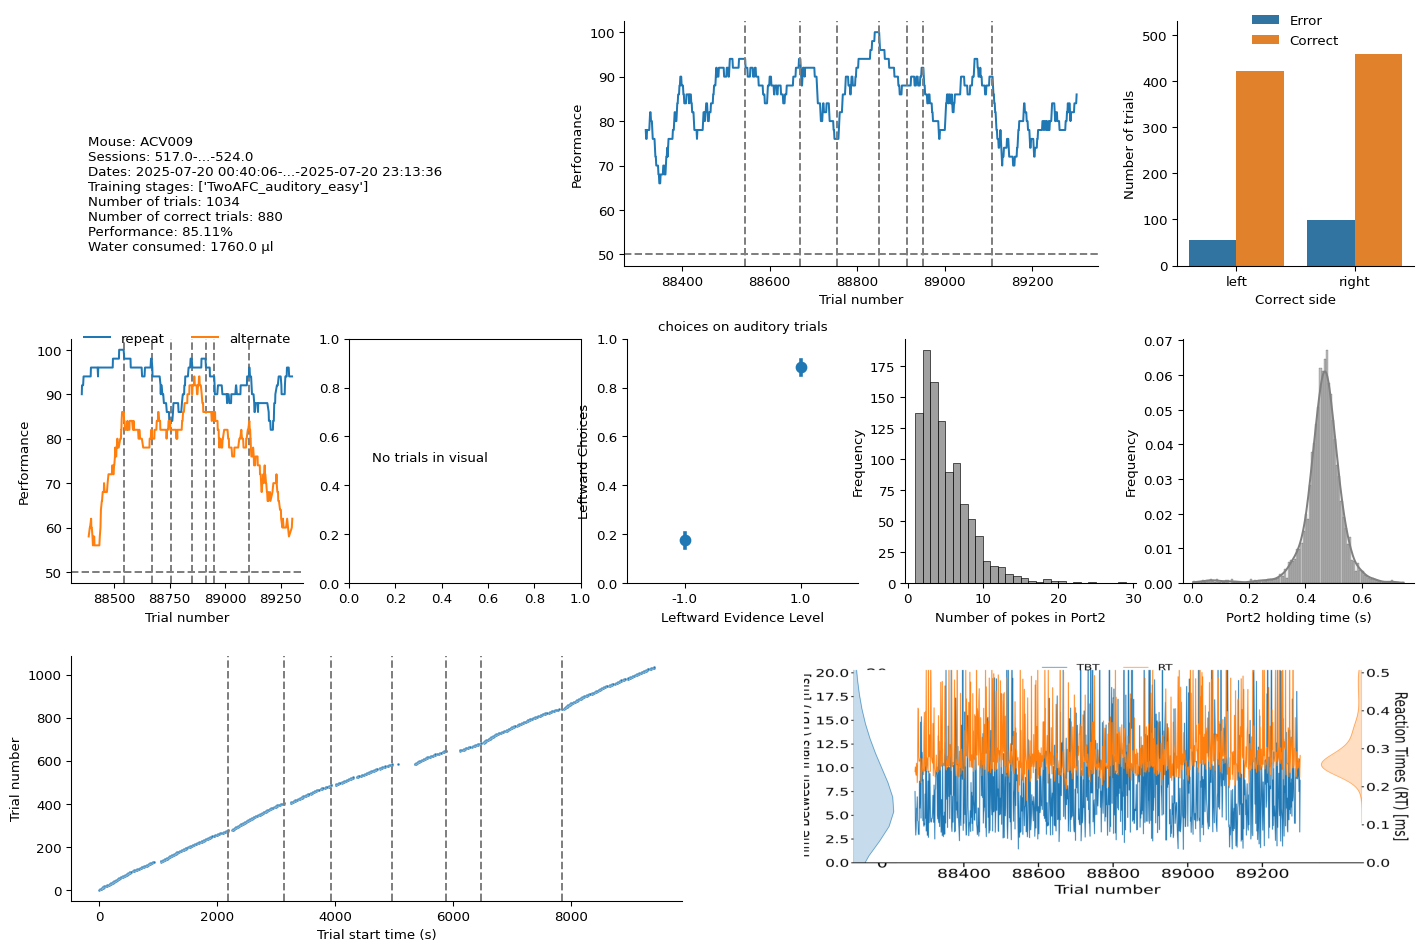 Mouse: ACV009
Sessions: 517.0-...-524.0
Dates: 2025-07-20 00:40:06-...-2025-07-20 23:13:36
Training stages: ['TwoAFC_auditory_easy']
Number of trials: 1034
Number of correct trials: 880
Performance: 85.11%
Water consumed: 1760.0 µl
Performance
100
90
80
70
60
50
88400 88600 88800 89000 89200
Trial number
Error
Correct
Number of trials
500
400
300
200
100
0
left right
Correct side
repeat alternate
Performance
100
90
80
70
60
50
88500 88750 89000 89250
Trial number
1.0
0.8
0.6
0.4
0.2
0.0
No trials in visual
0.0 0.2 0.4 0.6 0.8 1.0
choices on auditory trials
Leftward Choices
1.0
0.8
0.6
0.4
0.2
0.0
-1.0 1.0
Leftward Evidence Level
Frequency
175
150
125
100
75
50
25
0
0 10 20 30
Number of pokes in Port2
Frequency
0.07
0.06
0.05
0.04
0.03
0.02
0.01
0.00
0.0 0.2 0.4 0.6
Port2 holding time (s)
Trial number
1000
800
600
400
200
0
0 2000 4000 6000 8000
Trial start time (s)
TBT RT
Time Between Trials (TBT) [ms]
20.0
17.5
15.0
12.5
10.0
7.5
5.0
2.5
0.0
88400 88600 88800 89000 89200
Trial number
0.5
0.4
0.3
0.2
0.1
0.0
Reaction Times (RT) [ms]